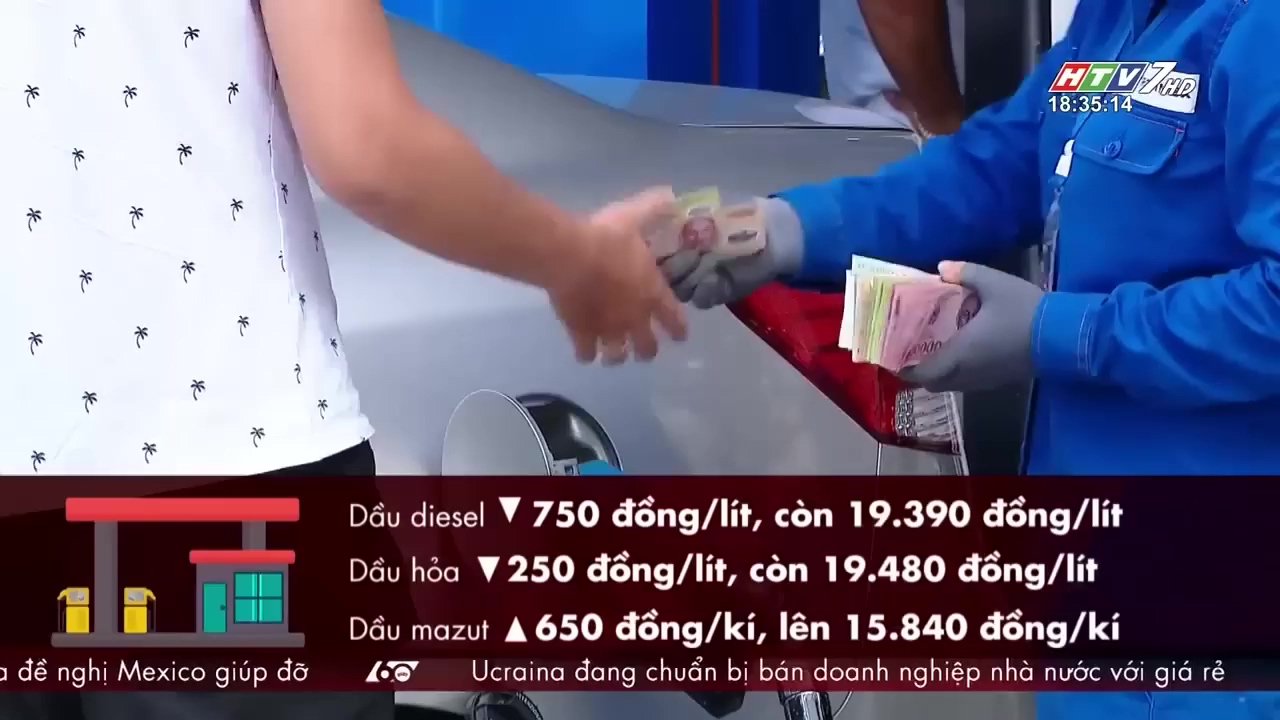 HTV7 HD
18:35:14
Dầu diesel ▼ 750 đồng/lít, còn 19.390 đồng/lít
Dầu hỏa ▼ 250 đồng/lít, còn 19.480 đồng/lít
Dầu mazut ▲ 650 đồng/kí, lên 15.840 đồng/kí
a đề nghị Mexico giúp đỡ 60 Ucraina đang chuẩn bị bán doanh nghiệp nhà nước với giá rẻ